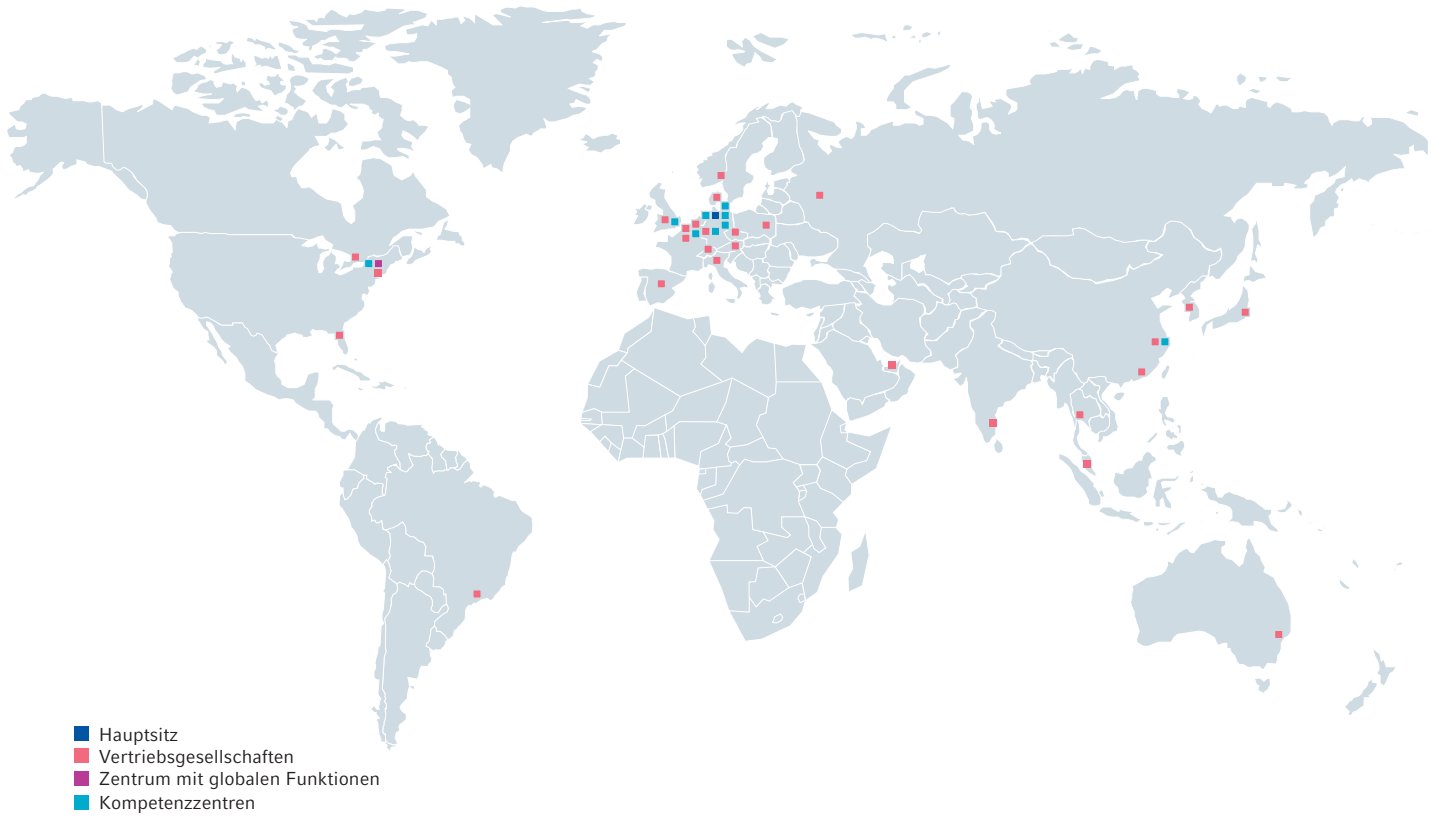 Hauptsitz
Vertriebsgesellschaften
Zentrum mit globalen Funktionen
Kompetenzzentren